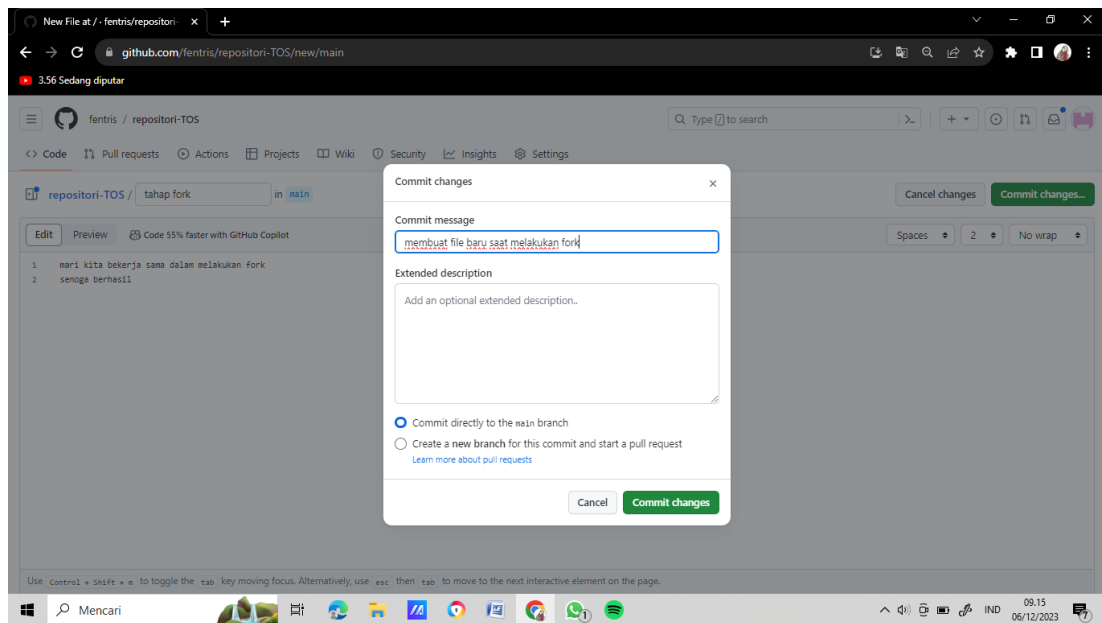 New File at / · fentris/repositori-
github.com/fentris/repositori-TOS/new/main
3.56 Sedang diputar
fentris / repositori-TOS
Type / to search
Code Pull requests Actions Projects Wiki Security Insights Settings
repositori-TOS / tahap fork in main
Cancel changes Commit changes...
Edit Preview Code 55% faster with GitHub Copilot
Spaces 2 No wrap
1 mari kita bekerja sama dalam melakukan fork
2 senoga berhasil
Commit changes
Commit message
membuat file baru saat melakukan fork
Extended description
Add an optional extended description..
Commit directly to the main branch
Create a new branch for this commit and start a pull request
Learn more about pull requests
Cancel Commit changes
Use Control + Shift + m to toggle the tab key moving focus. Alternatively, use esc then tab to move to the next interactive element on the page.
Mencari
1
IND
09.15
06/12/2023
7